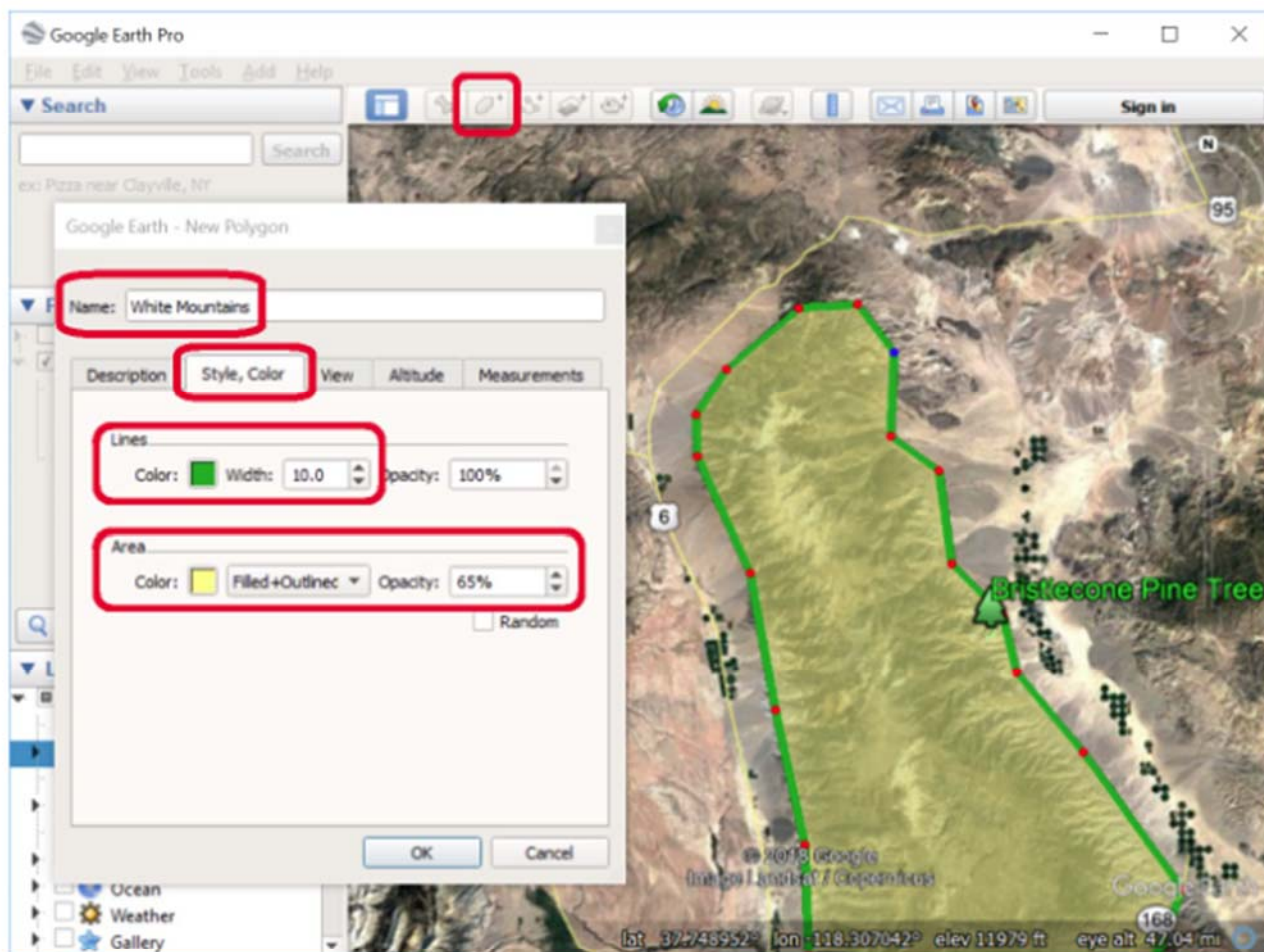 Google Earth Pro
File Edit View Tools Add Help
Search
Sign in
Search
ex: Pizza near Clayville, NY
N
95
Google Earth - New Polygon
Name: White Mountains
Description Style, Color View Altitude Measurements
Lines
Color: Width: 10.0 Opacity: 100%
6
Area
Color: Filled+Outlinec Opacity: 65%
Random
Bristlecone Pine Tree
OK Cancel
© 2018 Google
Image Landsat / Copernicus
Google Earth
Ocean
Weather
168
Gallery
lat 37.748952° lon -118.307042° elev 11979 ft eye alt 47.04 mi